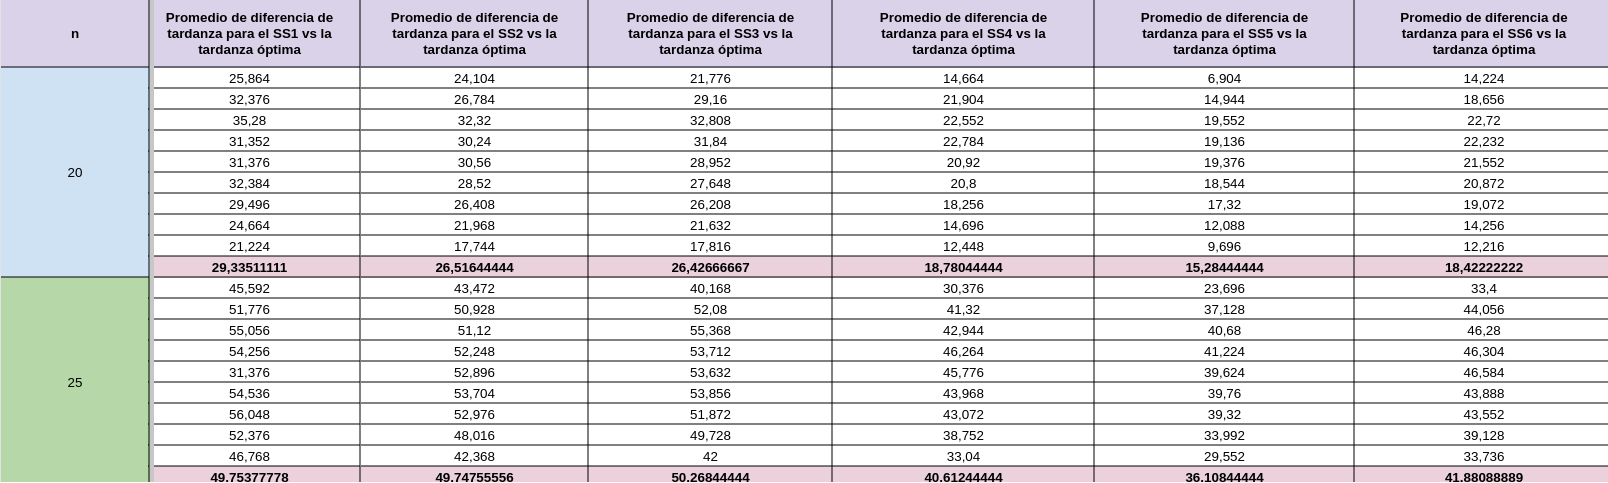 n	Promedio de diferencia de tardanza para el SS1 vs la tardanza óptima	Promedio de diferencia de tardanza para el SS2 vs la tardanza óptima	Promedio de diferencia de tardanza para el SS3 vs la tardanza óptima	Promedio de diferencia de tardanza para el SS4 vs la tardanza óptima	Promedio de diferencia de tardanza para el SS5 vs la tardanza óptima	Promedio de diferencia de tardanza para el SS6 vs la tardanza óptima
20	25,864	24,104	21,776	14,664	6,904	14,224
32,376	26,784	29,16	21,904	14,944	18,656
35,28	32,32	32,808	22,552	19,552	22,72
31,352	30,24	31,84	22,784	19,136	22,232
31,376	30,56	28,952	20,92	19,376	21,552
32,384	28,52	27,648	20,8	18,544	20,872
29,496	26,408	26,208	18,256	17,32	19,072
24,664	21,968	21,632	14,696	12,088	14,256
21,224	17,744	17,816	12,448	9,696	12,216
29,33511111	26,51644444	26,42666667	18,78044444	15,28444444	18,42222222
25	45,592	43,472	40,168	30,376	23,696	33,4
51,776	50,928	52,08	41,32	37,128	44,056
55,056	51,12	55,368	42,944	40,68	46,28
54,256	52,248	53,712	46,264	41,224	46,304
31,376	52,896	53,632	45,776	39,624	46,584
54,536	53,704	53,856	43,968	39,76	43,888
56,048	52,976	51,872	43,072	39,32	43,552
52,376	48,016	49,728	38,752	33,992	39,128
46,768	42,368	42	33,04	29,552	33,736
49,75377778	49,74755556	50,26844444	40,61244444	36,10844444	41,88088889